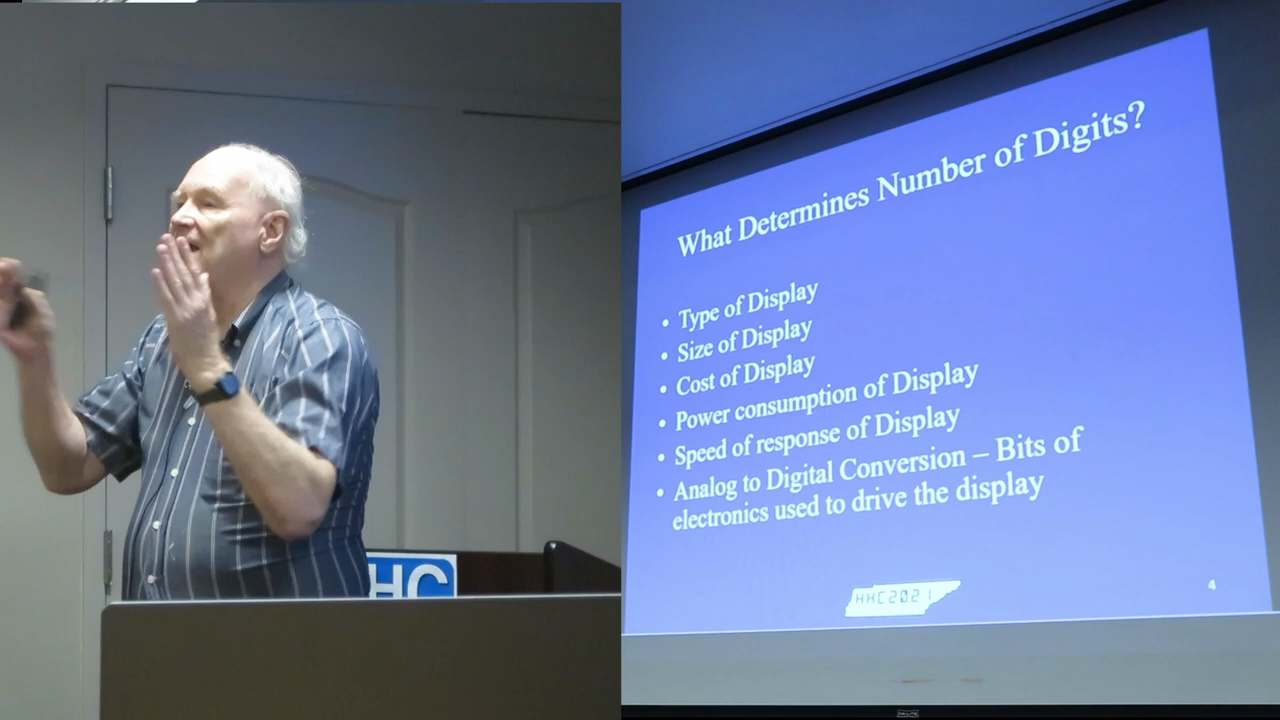 What Determines Number of Digits?
• Type of Display
• Size of Display
• Cost of Display
• Power consumption of Display
• Speed of response of Display
• Analog to Digital Conversion – Bits of
electronics used to drive the display
HHC2021
4
HC